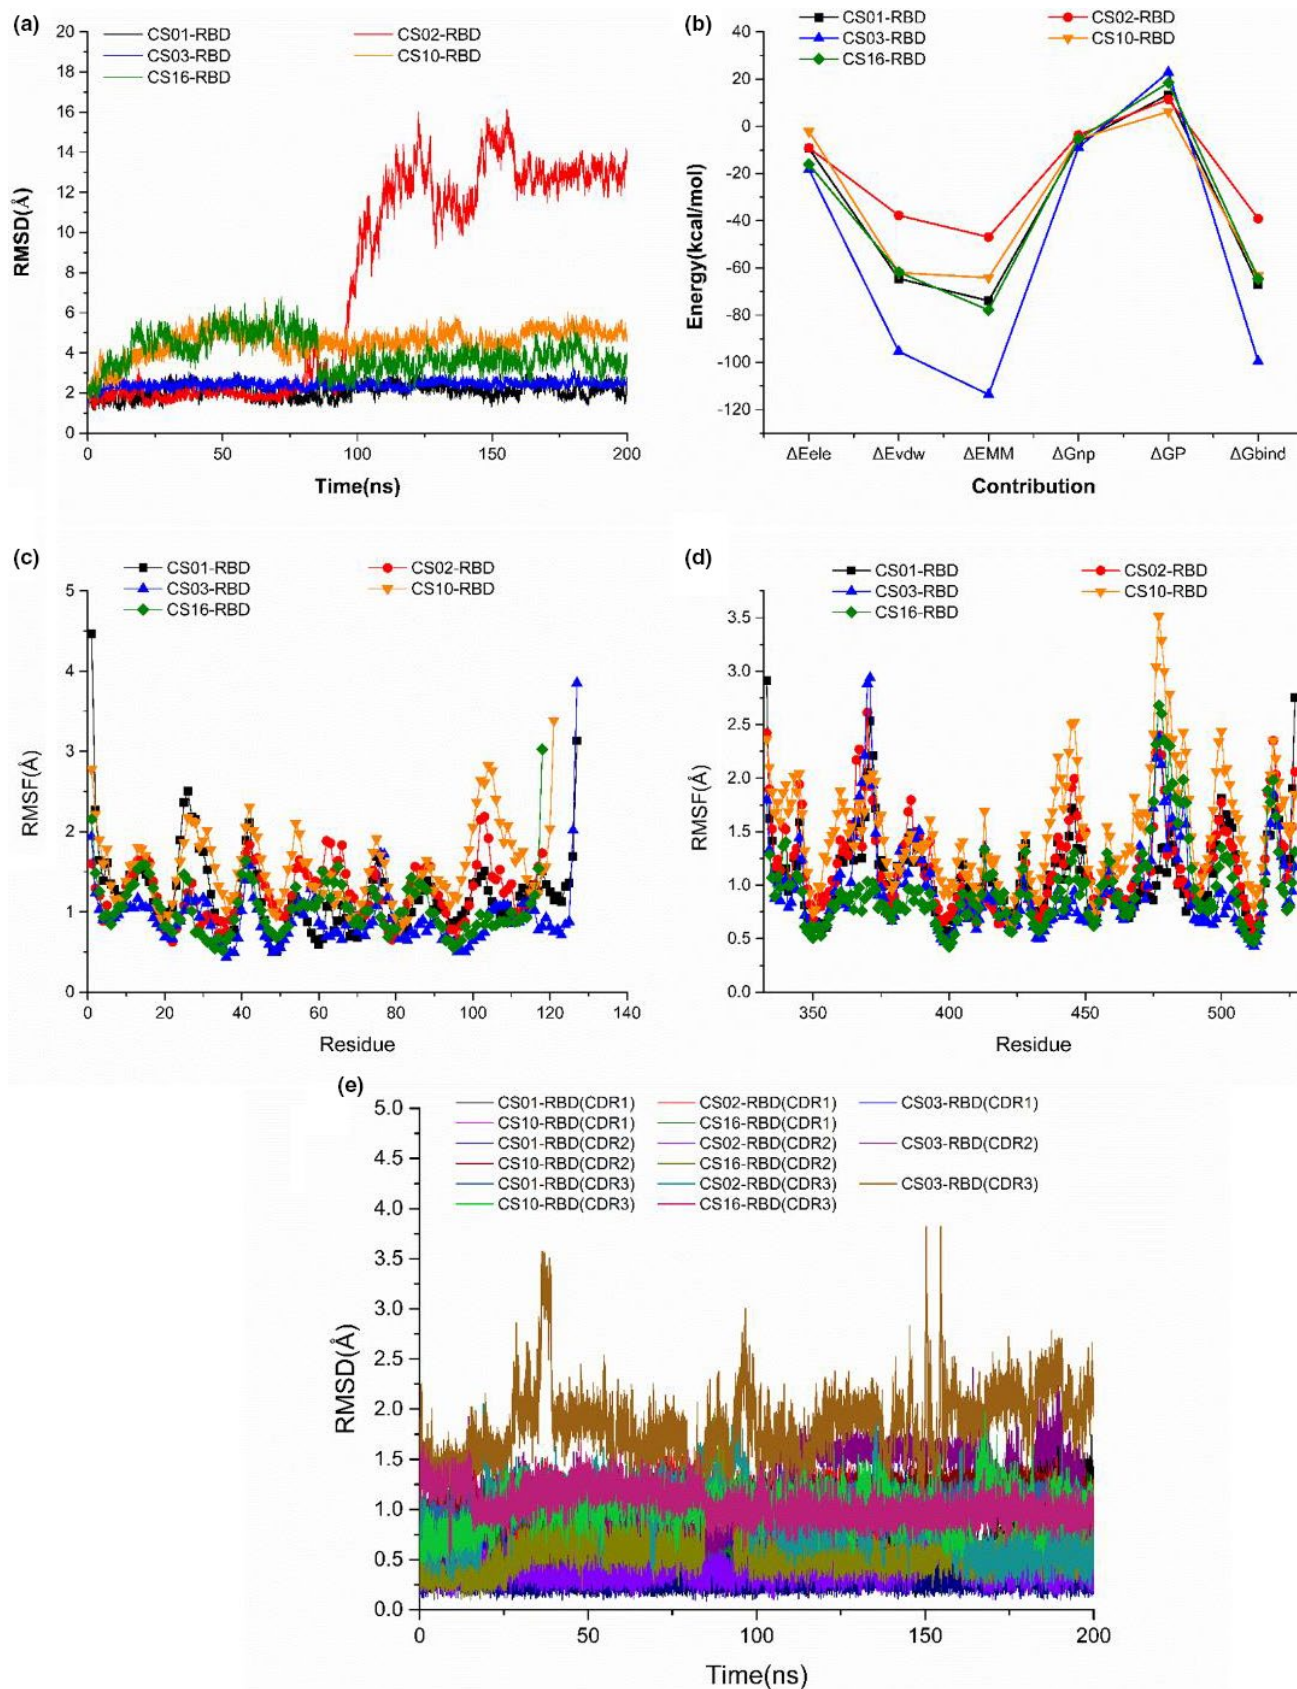 (a)
CS01-RBD CS02-RBD
CS03-RBD CS10-RBD
CS16-RBD
20
18
16
14
12
10
8
6
4
2
0
RMSD(Å)
0 50 100 150 200
Time(ns)
(b)
CS01-RBD CS02-RBD
CS03-RBD CS10-RBD
CS16-RBD
40
20
0
-20
-40
-60
-80
-100
-120
Energy(kcal/mol)
ΔEele ΔEvdw ΔEMM ΔGnp ΔGP ΔGbind
Contribution
(c)
CS01-RBD CS02-RBD
CS03-RBD CS10-RBD
CS16-RBD
5
4
3
2
1
0
RMSF(Å)
0 20 40 60 80 100 120 140
Residue
(d)
CS01-RBD CS02-RBD
CS03-RBD CS10-RBD
CS16-RBD
3.5
3.0
2.5
2.0
1.5
1.0
0.5
0.0
RMSF(Å)
350 400 450 500
Residue
(e)
CS01-RBD(CDR1) CS02-RBD(CDR1) CS03-RBD(CDR1)
CS10-RBD(CDR1) CS16-RBD(CDR1)
CS01-RBD(CDR2) CS02-RBD(CDR2) CS03-RBD(CDR2)
CS10-RBD(CDR2) CS16-RBD(CDR2)
CS01-RBD(CDR3) CS02-RBD(CDR3) CS03-RBD(CDR3)
CS10-RBD(CDR3) CS16-RBD(CDR3)
5.0
4.5
4.0
3.5
3.0
2.5
2.0
1.5
1.0
0.5
0.0
RMSD(Å)
0 50 100 150 200
Time(ns)